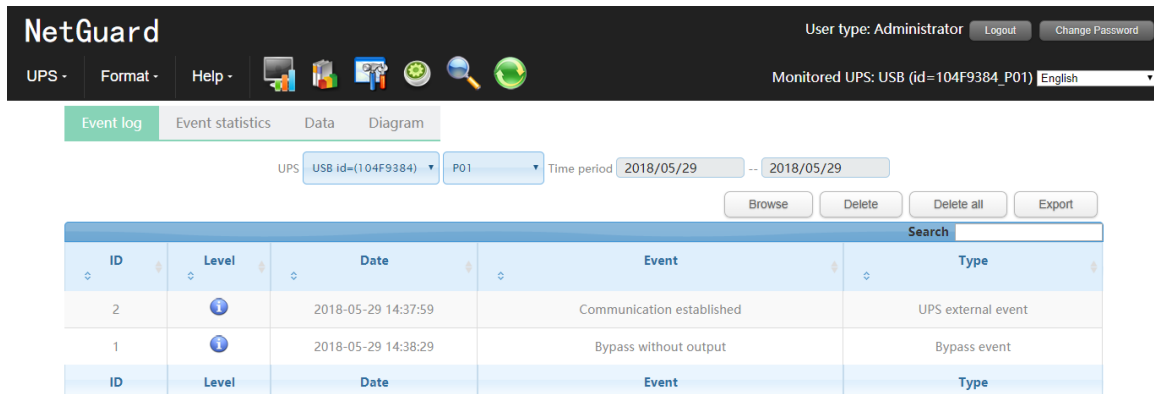 NetGuard
User type: Administrator Logout Change Password
UPS - Format - Help - Monitored UPS: USB (id=104F9384_P01) English
Event log Event statistics Data Diagram
UPS USB id=(104F9384) P01 Time period 2018/05/29 -- 2018/05/29
Browse Delete Delete all Export
Search
ID Level Date Event Type
2 2018-05-29 14:37:59 Communication established UPS external event
1 2018-05-29 14:38:29 Bypass without output Bypass event
ID Level Date Event Type